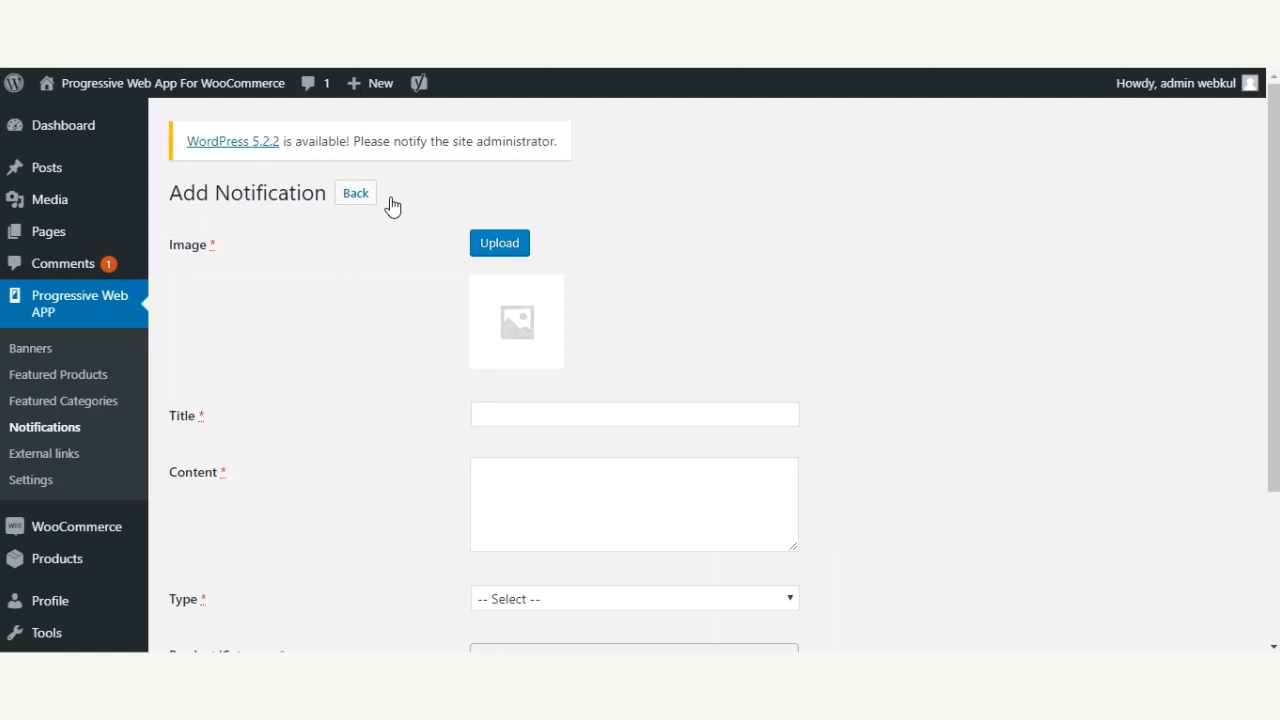 Progressive Web App For WooCommerce 1 New Howdy, admin webkul
Dashboard
Posts
Media
Pages
Comments 1
Progressive Web
APP
Banners
Featured Products
Featured Categories
Notifications
External links
Settings
WooCommerce
Products
Profile
Tools
WordPress 5.2.2 is available! Please notify the site administrator.
Add Notification Back
Image * Upload
Title *
Content *
Type * -- Select --